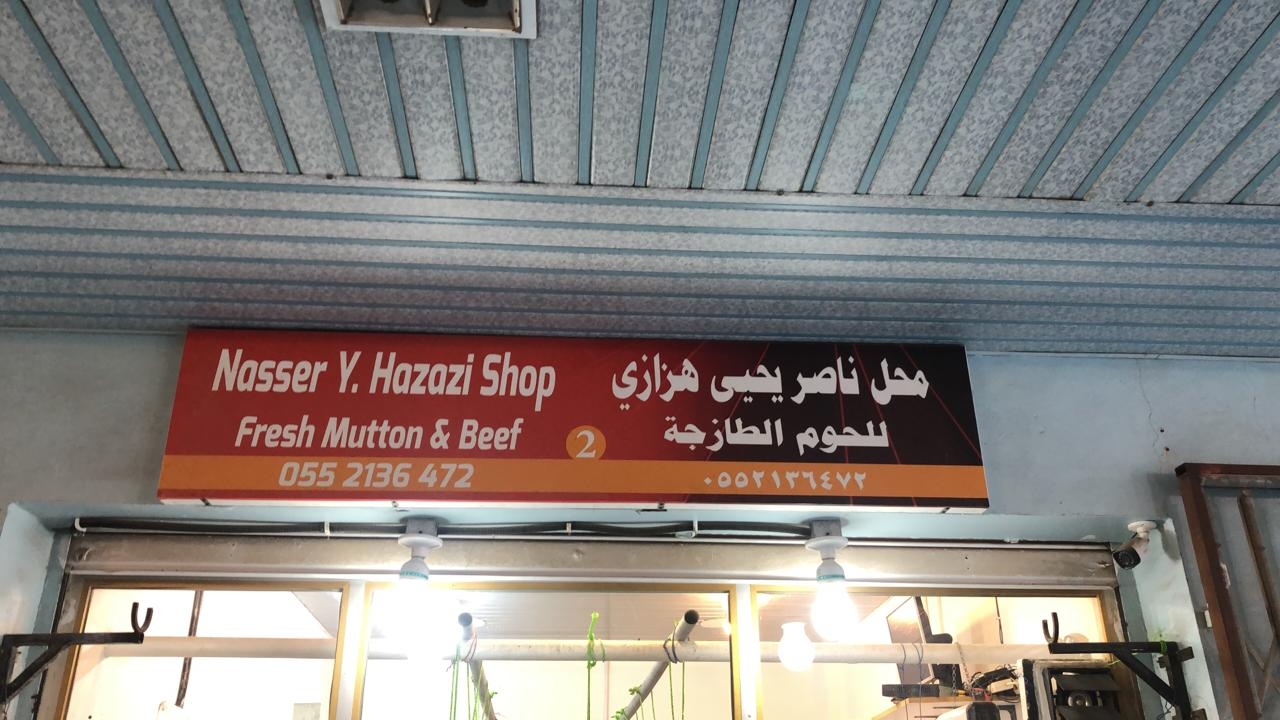 Nasser Y. Hazazi Shop
Fresh Mutton & Beef
055 2136 472
2
محل ناصر يحيى هزازي
للحوم الطازجة
٠٥٥٢١٣٦٤٧٢